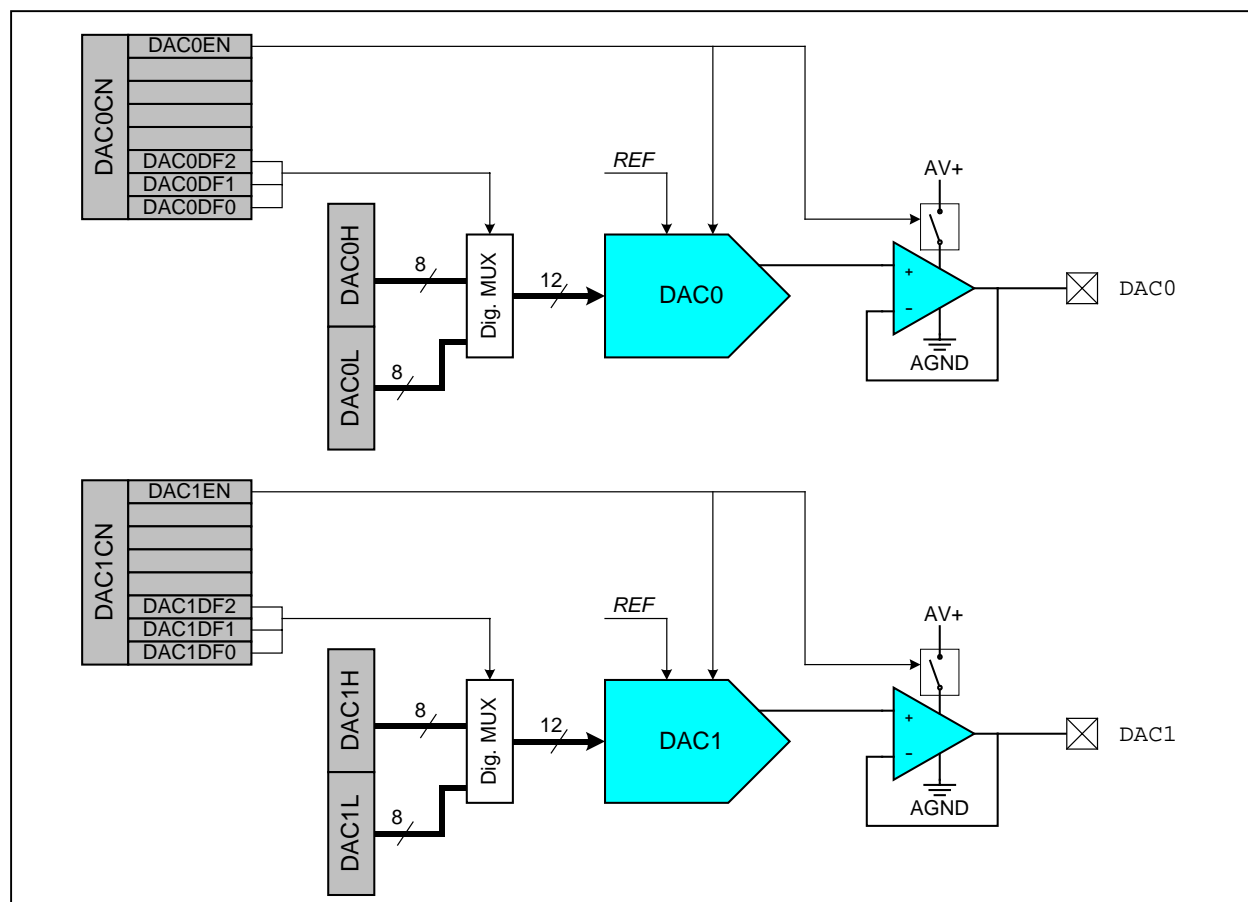 DAC0CN
DAC0EN
DAC0DF2
DAC0DF1
DAC0DF0
REF
AV+
DAC0H
8
Dig. MUX
12
DAC0
+
−
DAC0
DAC0L
8
AGND
DAC1CN
DAC1EN
DAC1DF2
DAC1DF1
DAC1DF0
REF
AV+
DAC1H
8
Dig. MUX
12
DAC1
+
−
DAC1
DAC1L
8
AGND